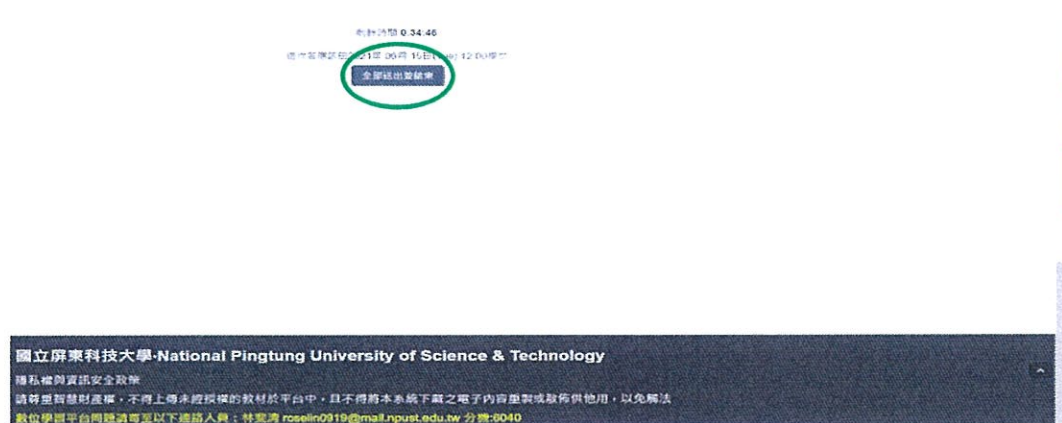 剩餘時間 0:34:46
全部送出並結束
國立屏東科技大學-National Pingtung University of Science & Technology
隱私權與資訊安全政策
請尊重智慧財產權，不得上傳未經授權的教材於平台中，且不得將本系統下載之電子內容重製或散佈供他用，以免觸法
數位學習平台問題請寄至以下連絡人員：林 roselin0919@mail.npust.edu.tw 分機:6040